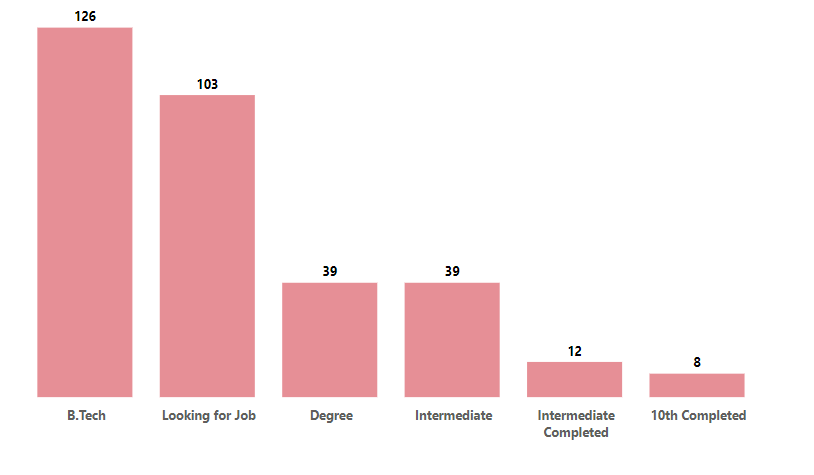 126
103
39
39
12
8
B.Tech
Looking for Job
Degree
Intermediate
Intermediate
Completed
10th Completed